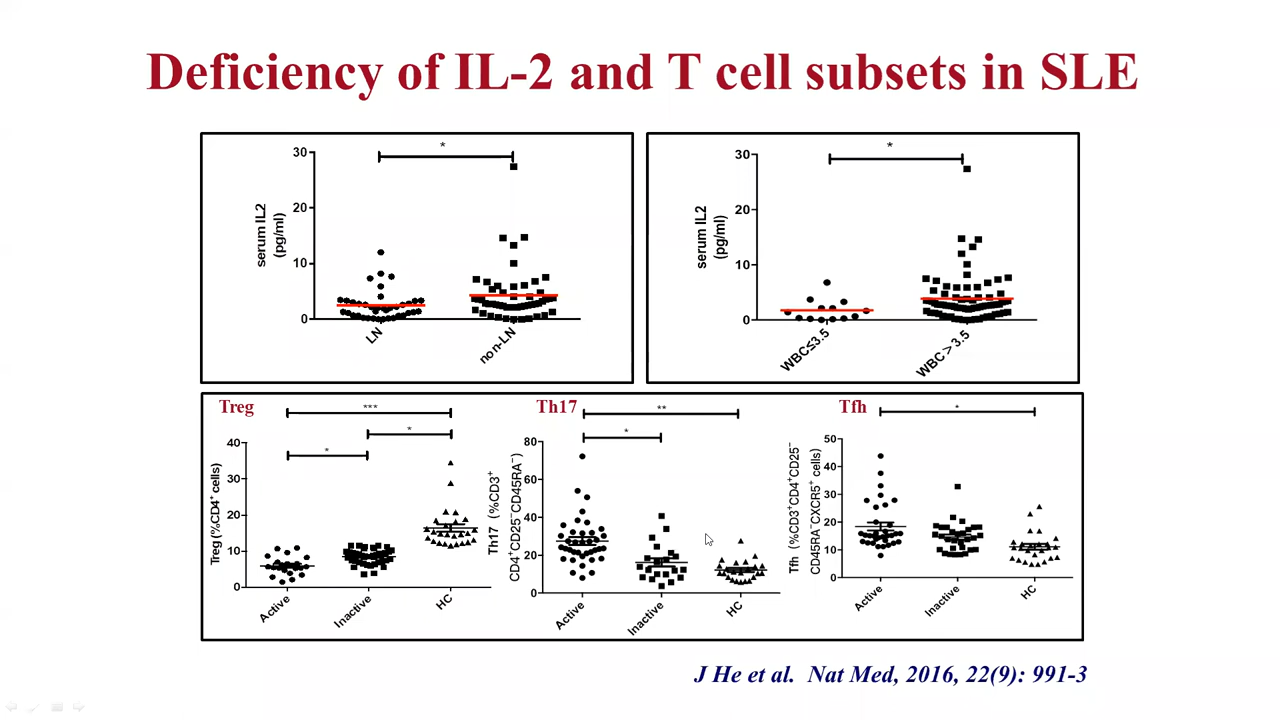 Deficiency of IL-2 and T cell subsets in SLE
*
30
20
10
0
serum IL2
(pg/ml)
LN
non-LN
*
30
20
10
0
serum IL2
(pg/ml)
WBC≤3.5
WBC>3.5
Treg
***
*
*
40
30
20
10
0
Treg (%CD4+ cells)
Active
Inactive
HC
Th17
**
*
80
60
40
20
0
Th17 (%CD3+
CD4+CD25-CD45RA-)
Active
Inactive
HC
Tfh
*
50
40
30
20
10
0
Tfh (%CD3+CD4+CD25-
CD45RA-CXCR5+ cells)
Active
Inactive
HC
J He et al. Nat Med, 2016, 22(9): 991-3